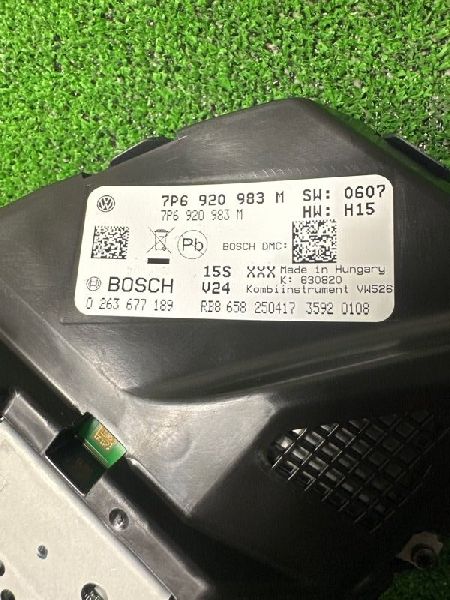 7P6 920 983 M SW: 0607
7P6 920 983 M HW: H15
Pb BOSCH DMC:
BOSCH 15S XXX Made in Hungary
V24 K: 630620
Kombiinstrument VW526
0 263 677 189 RB8 658 250417 3592 0108